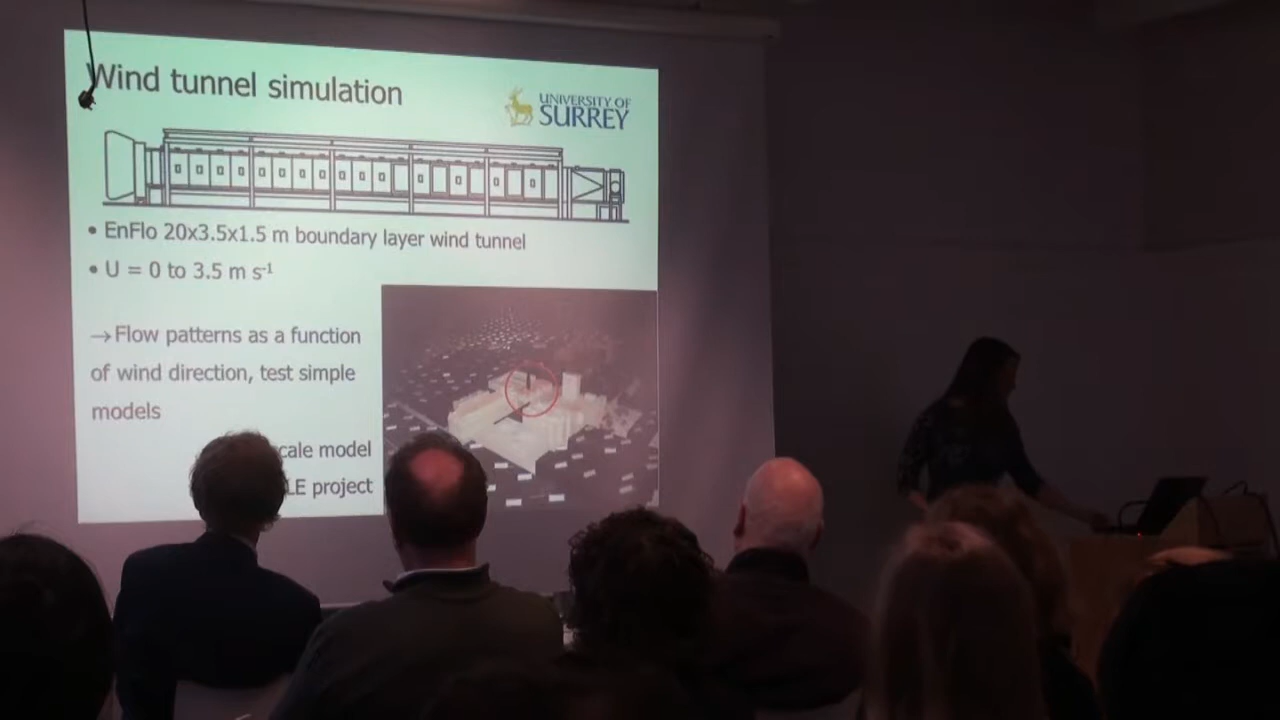 Wind tunnel simulation
UNIVERSITY OF
SURREY
• EnFlo 20x3.5x1.5 m boundary layer wind tunnel
• U = 0 to 3.5 m s⁻¹
→Flow patterns as a function
of wind direction, test simple
models
cale model
LE project